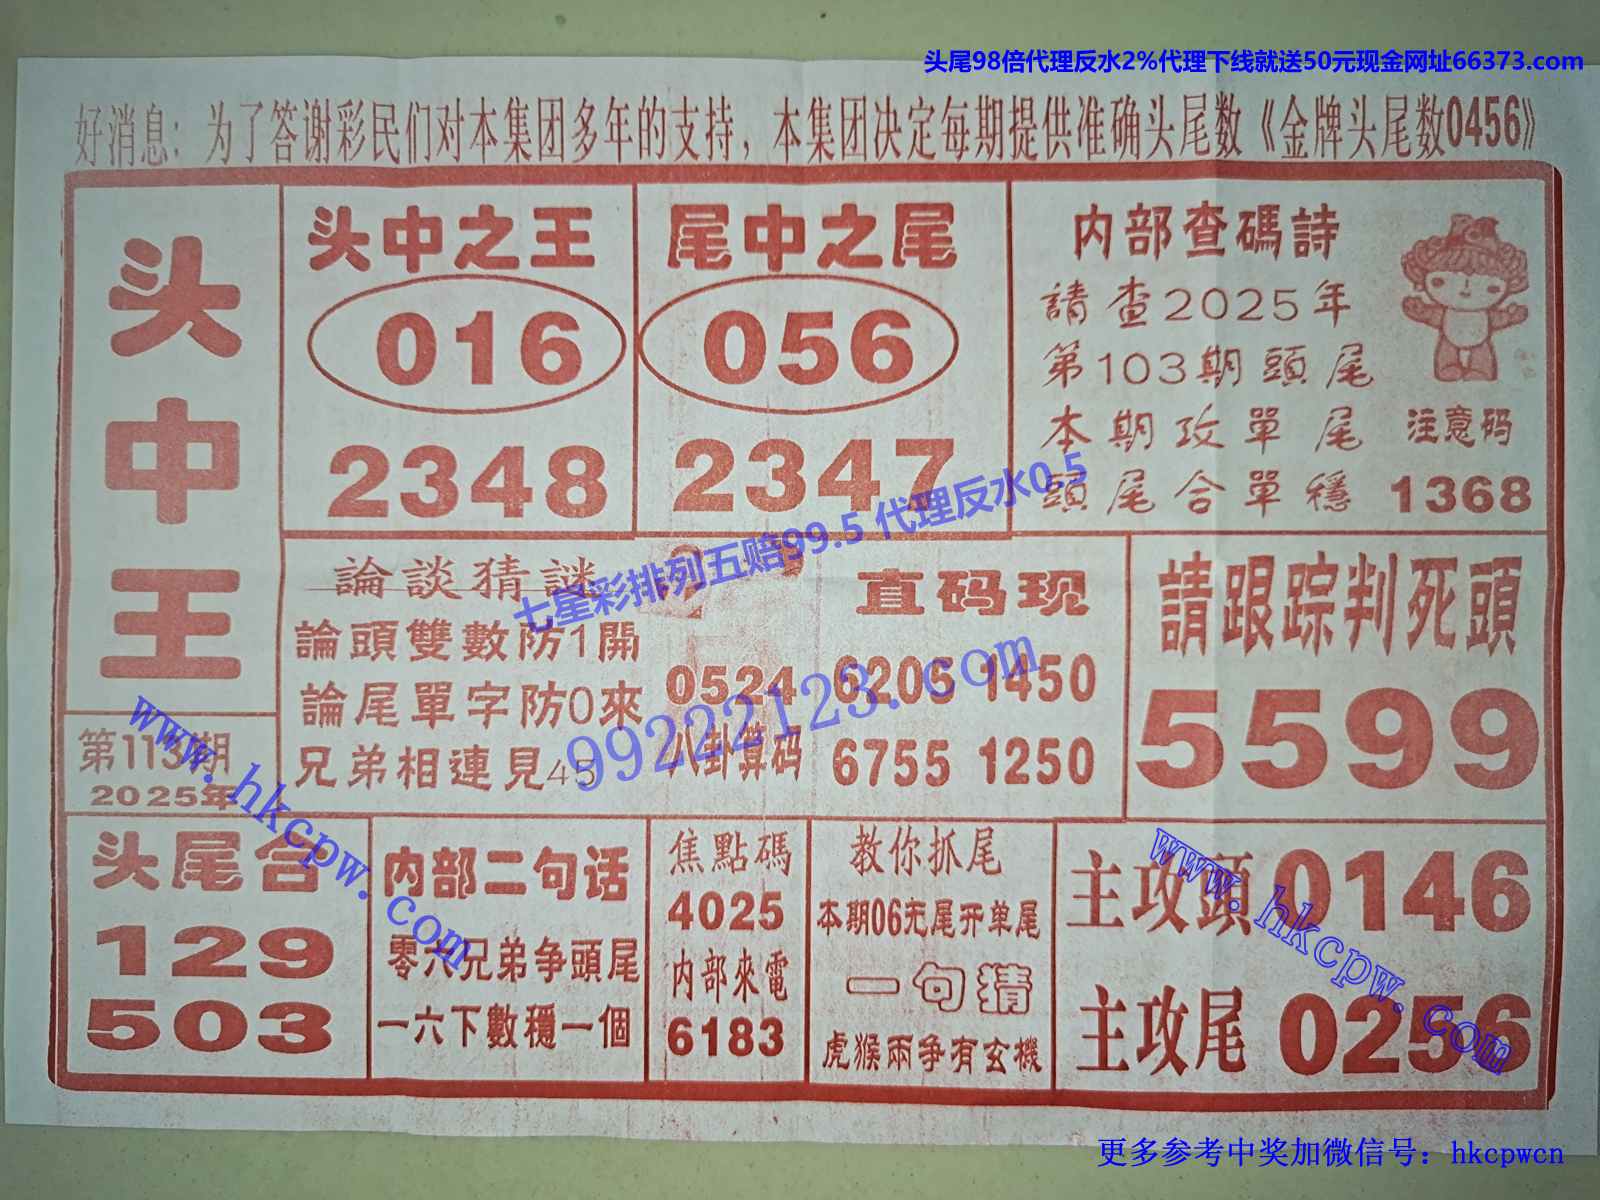 头尾98倍代理反水2%代理下线就送50元现金网址66373.com
好消息：为了答谢彩民们对本集团多年的支持，本集团决定每期提供准确头尾数《金牌头尾数0456》
头中王
第113期
2025年
头中之王
016
2348
尾中之尾
056
2347
内部查碼詩
請查2025年
第103期頭尾
本期攻單尾
頭尾合單穩
注意码
1368
論談猜謎
論頭雙數防1開
論尾單字防0來
兄弟相連見45
直码现
0524 6205 1450
八卦算码 6755 1250
請跟踪判死頭
5599
七星彩排列五赔99.5 代理反水0.5
99222123.com
www.hkcpw.com
头尾合
129
503
内部二句话
零六兄弟争頭尾
一六下數穩一個
焦點碼
4025
内部來電
6183
教你抓尾
本期06无尾开单尾
一句猜
虎猴兩争有玄機
主攻頭0146
主攻尾0256
www.hkcpw.com
更多参考中奖加微信号：hkcpwcn